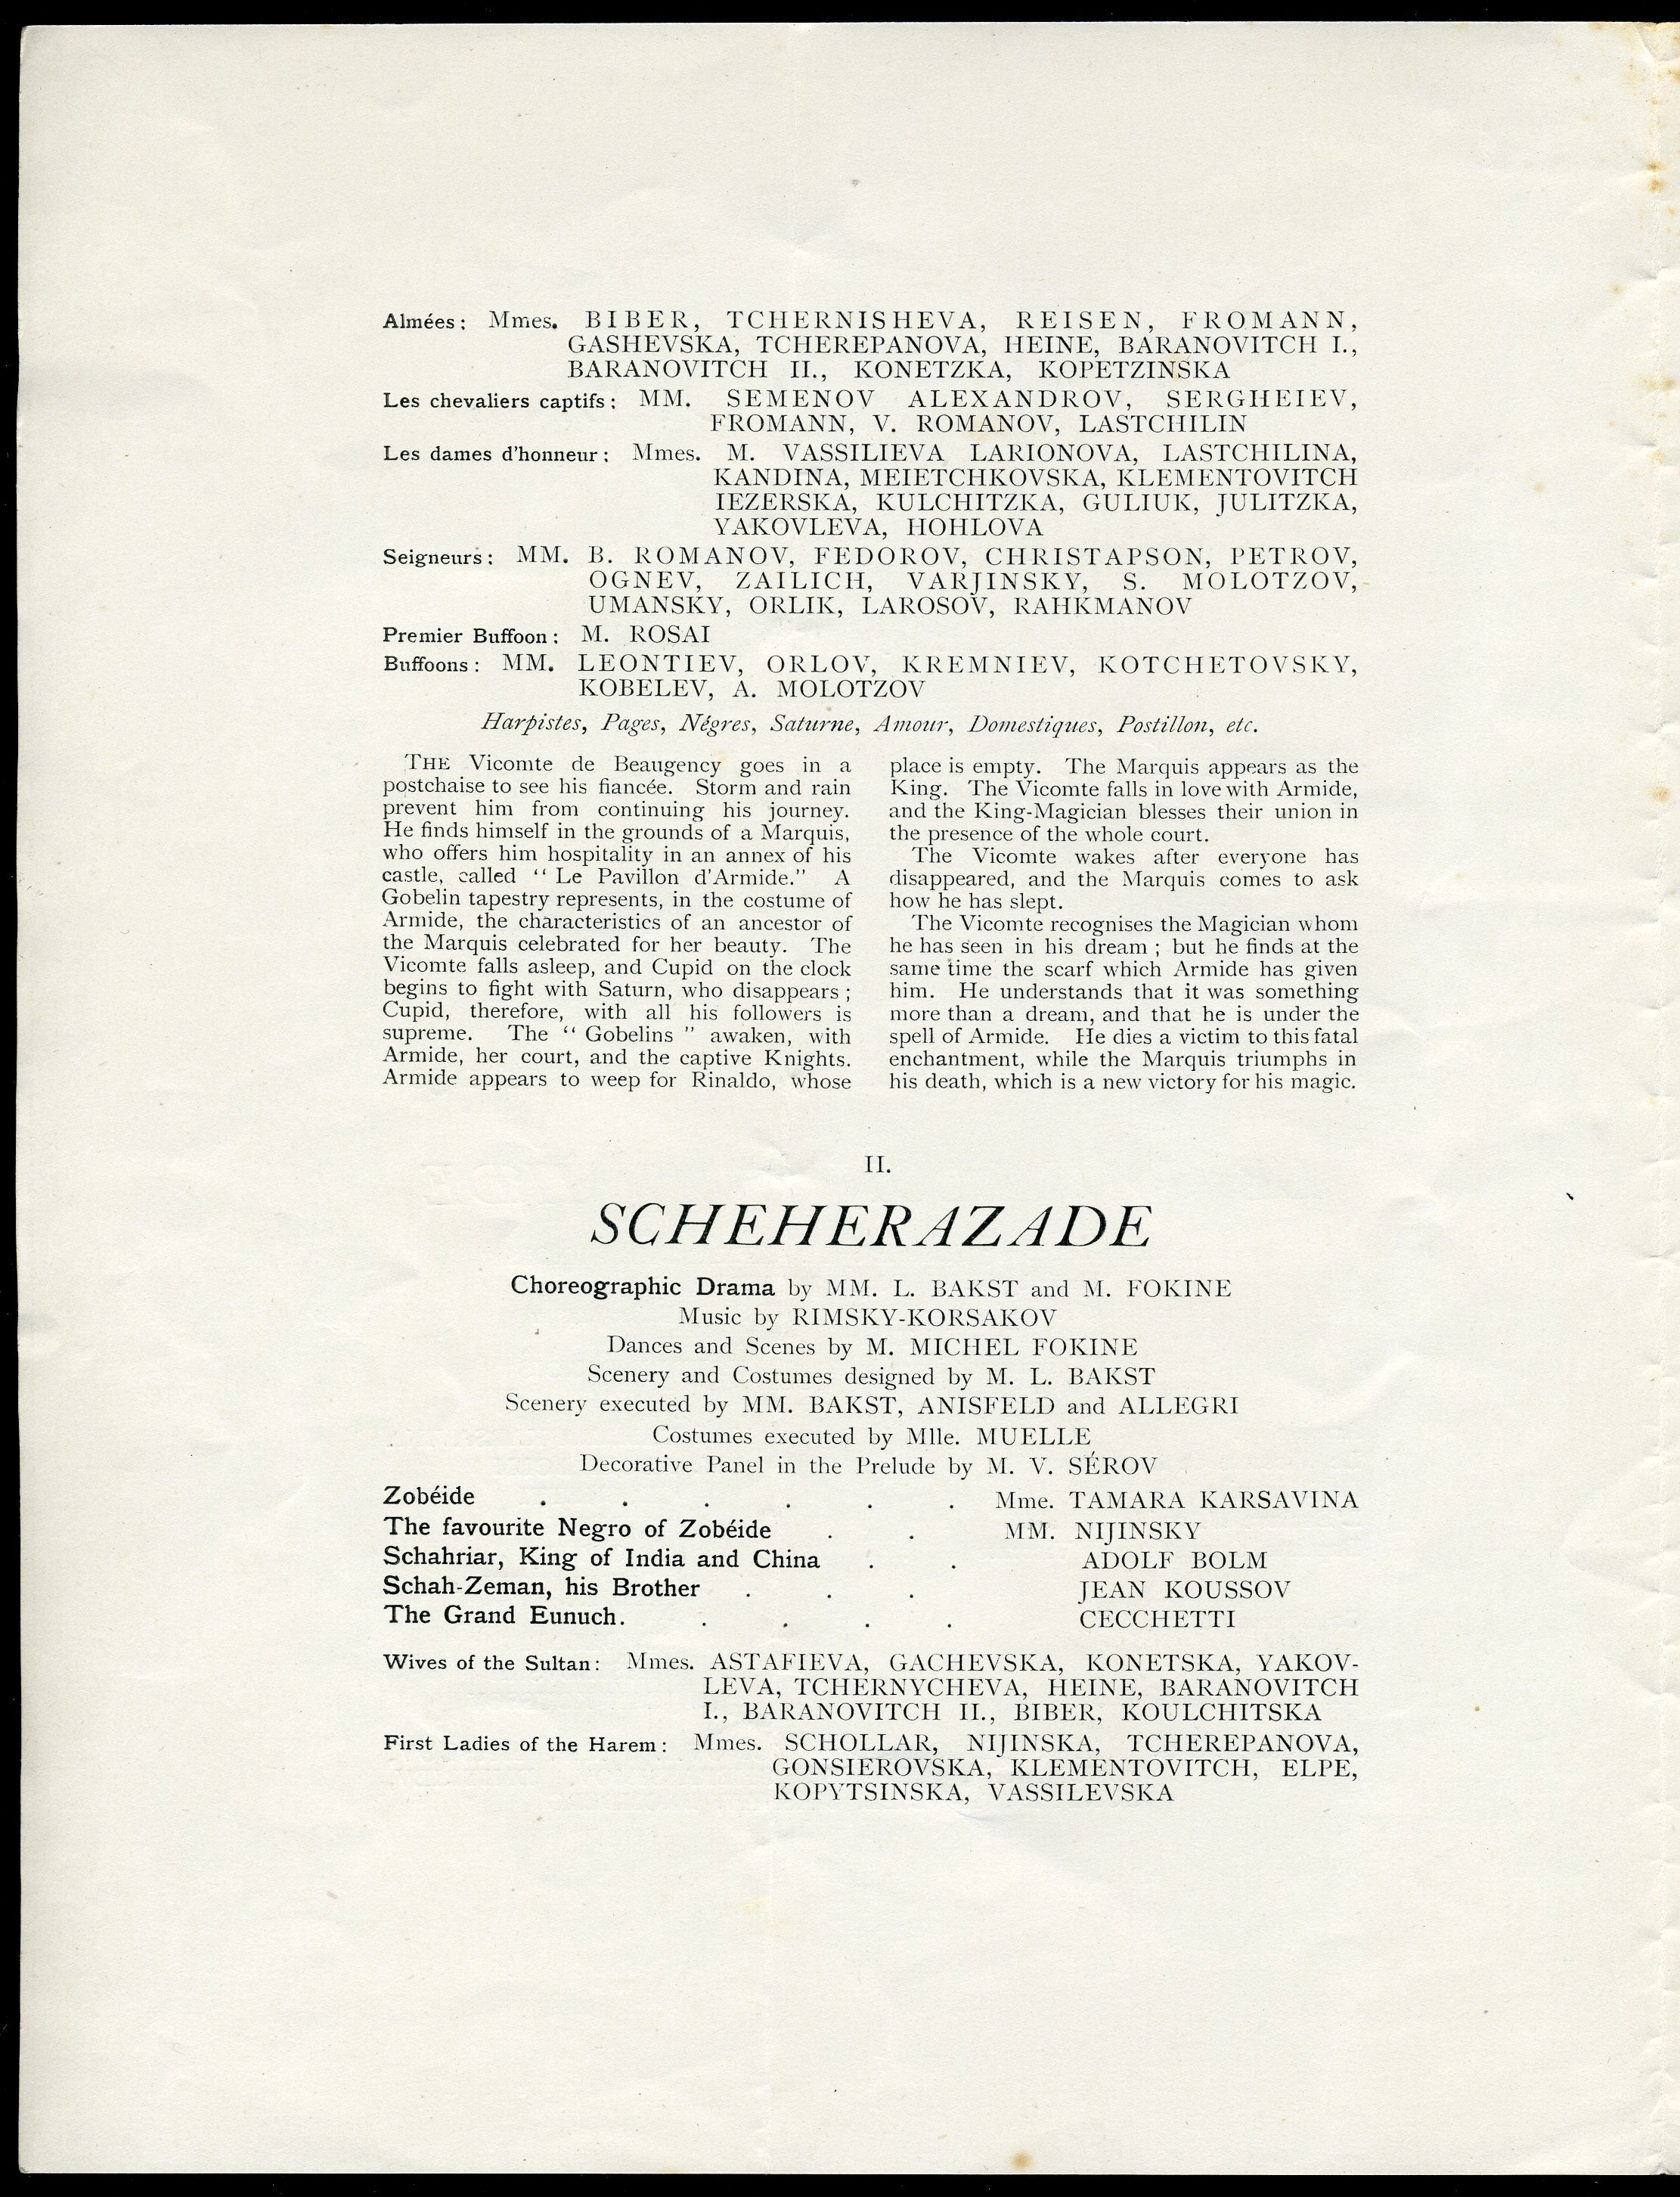 Almées: Mmes. BIBER, TCHERNISHEVA, REISEN, FROMANN,
GASHEVSKA, TCHEREPANOVA, HEINE, BARANOVITCH I.,
BARANOVITCH II., KONETZKA, KOPETZINSKA
Les chevaliers captifs: MM. SEMENOV ALEXANDROV, SERGHEIEV,
FROMANN, V. ROMANOV, LASTCHILIN
Les dames d'honneur: Mmes. M. VASSILIEVA LARIONOVA, LASTCHILINA,
KANDINA, MEIETCHKOVSKA, KLEMENTOVITCH
IEZERSKA, KULCHITZKA, GULIUK, JULITZKA,
YAKOVLEVA, HOHLOVA
Seigneurs: MM. B. ROMANOV, FEDOROV, CHRISTAPSON, PETROV,
OGNEV, ZAILICH, VARJINSKY, S. MOLOTZOV,
UMANSKY, ORLIK, LAROSOV, RAHKMANOV
Premier Buffoon: M. ROSAI
Buffoons: MM. LEONTIEV, ORLOV, KREMNIEV, KOTCHETOVSKY,
KOBELEV, A. MOLOTZOV
Harpistes, Pages, Négres, Saturne, Amour, Domestiques, Postillon, etc.
THE Vicomte de Beaugency goes in a
postchaise to see his fiancée. Storm and rain
prevent him from continuing his journey.
He finds himself in the grounds of a Marquis,
who offers him hospitality in an annex of his
castle, called "Le Pavillon d'Armide." A
Gobelin tapestry represents, in the costume of
Armide, the characteristics of an ancestor of
the Marquis celebrated for her beauty. The
Vicomte falls asleep, and Cupid on the clock
begins to fight with Saturn, who disappears;
Cupid, therefore, with all his followers is
supreme. The "Gobelins" awaken, with
Armide, her court, and the captive Knights.
Armide appears to weep for Rinaldo, whose
place is empty. The Marquis appears as the
King. The Vicomte falls in love with Armide,
and the King-Magician blesses their union in
the presence of the whole court.
The Vicomte wakes after everyone has
disappeared, and the Marquis comes to ask
how he has slept.
The Vicomte recognises the Magician whom
he has seen in his dream; but he finds at the
same time the scarf which Armide has given
him. He understands that it was something
more than a dream, and that he is under the
spell of Armide. He dies a victim to this fatal
enchantment, while the Marquis triumphs in
his death, which is a new victory for his magic.
II.
SCHEHERAZADE
Choreographic Drama by MM. L. BAKST and M. FOKINE
Music by RIMSKY-KORSAKOV
Dances and Scenes by M. MICHEL FOKINE
Scenery and Costumes designed by M. L. BAKST
Scenery executed by MM. BAKST, ANISFELD and ALLEGRI
Costumes executed by Mlle. MUELLE
Decorative Panel in the Prelude by M. V. SÉROV
Zobéide . . . . . . Mme. TAMARA KARSAVINA
The favourite Negro of Zobéide . . MM. NIJINSKY
Schahriar, King of India and China . . ADOLF BOLM
Schah-Zeman, his Brother . . . JEAN KOUSSOV
The Grand Eunuch. . . . . CECCHETTI
Wives of the Sultan: Mmes. ASTAFIEVA, GACHEVSKA, KONETSKA, YAKOV-
LEVA, TCHERNYCHEVA, HEINE, BARANOVITCH
I., BARANOVITCH II., BIBER, KOULCHITSKA
First Ladies of the Harem: Mmes. SCHOLLAR, NIJINSKA, TCHEREPANOVA,
GONSIEROVSKA, KLEMENTOVITCH, ELPE,
KOPYTSINSKA, VASSILEVSKA